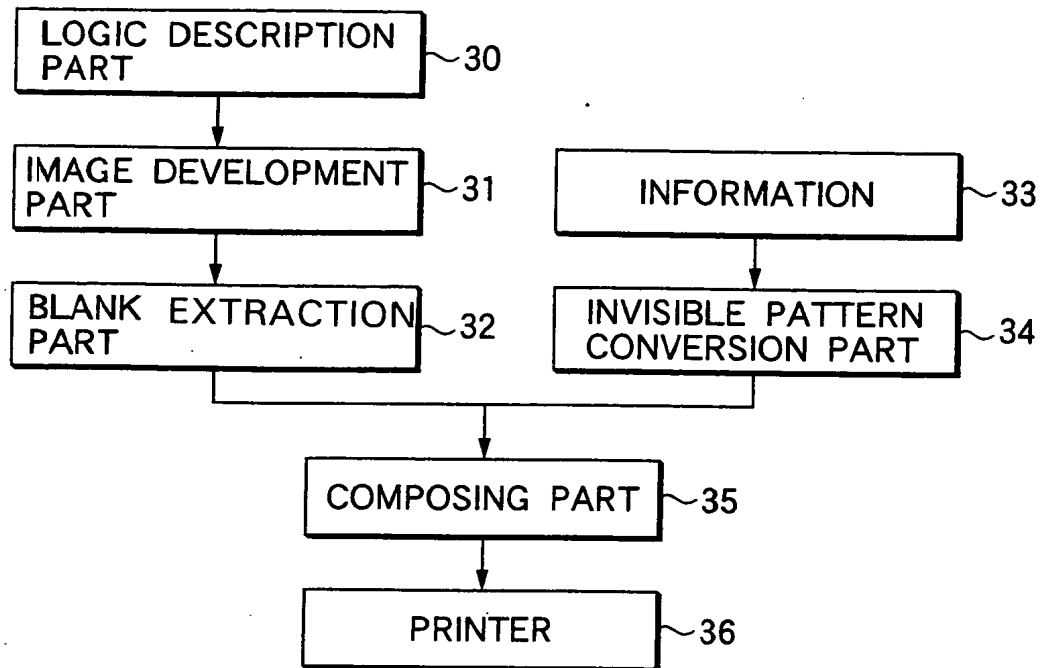 LOGIC DESCRIPTION
PART
30
IMAGE DEVELOPMENT
PART
31
BLANK EXTRACTION
PART
32
INFORMATION
33
INVISIBLE PATTERN
CONVERSION PART
34
COMPOSING PART
35
PRINTER
36